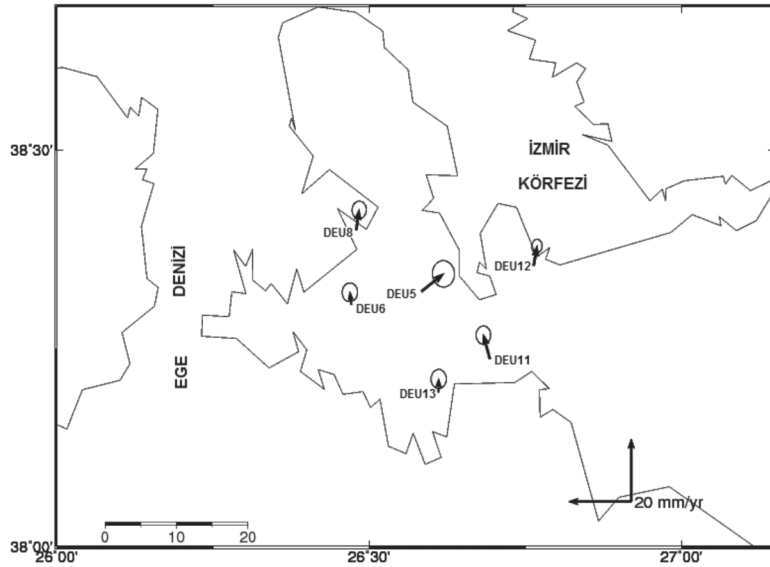 38°30'
38°00'
26°00'
26°30'
27°00'
İZMİR
KÖRFEZİ
DENİZİ
EGE
DEU8
DEU12
DEU5
DEU6
DEU11
DEU13
20 mm/yr
0 10 20